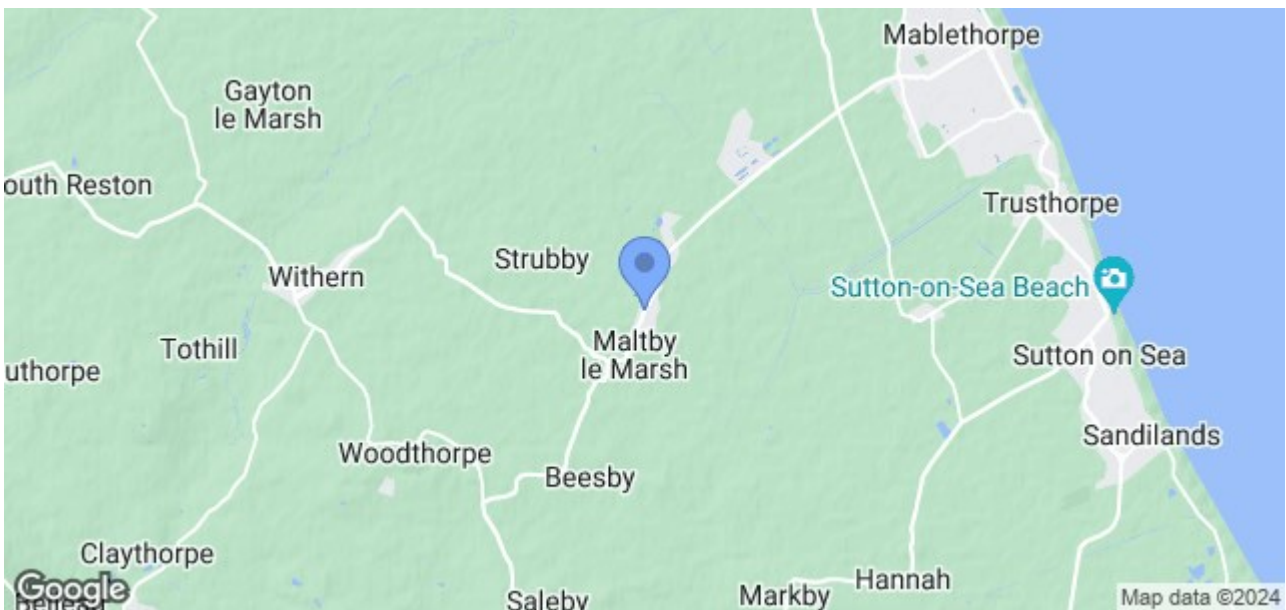 Mablethorpe
Gayton
le Marsh
outh Reston
Trusthorpe
Strubby
Withern
Sutton-on-Sea Beach
Maltby
le Marsh
Tothill
Sutton on Sea
uthorpe
Sandilands
Woodthorpe
Beesby
Claythorpe
Hannah
Google
Markby
Saleby
Map data ©2024